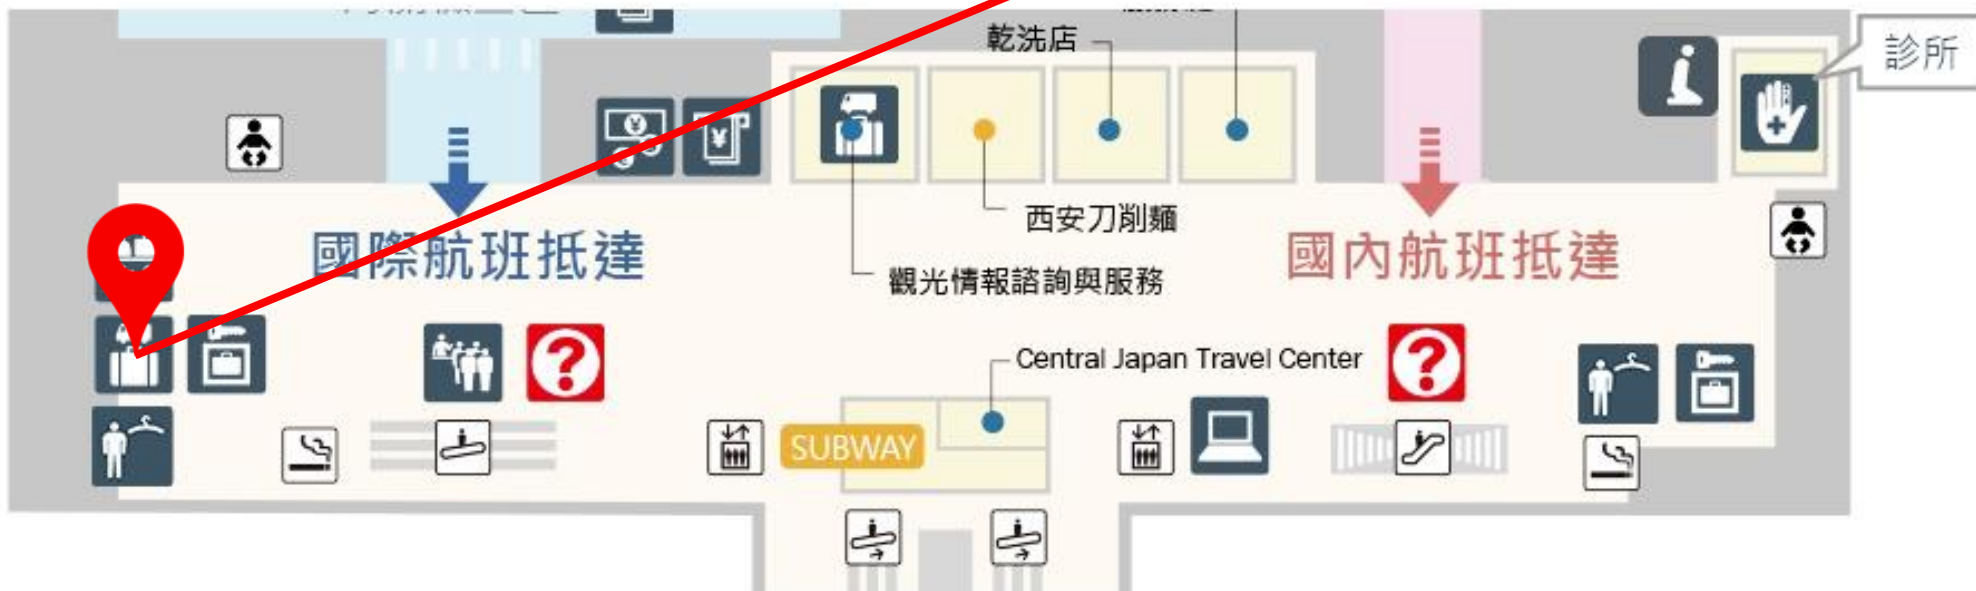 乾洗店
診所
西安刀削麵
國際航班抵達
國內航班抵達
觀光情報諮詢與服務
Central Japan Travel Center
SUBWAY